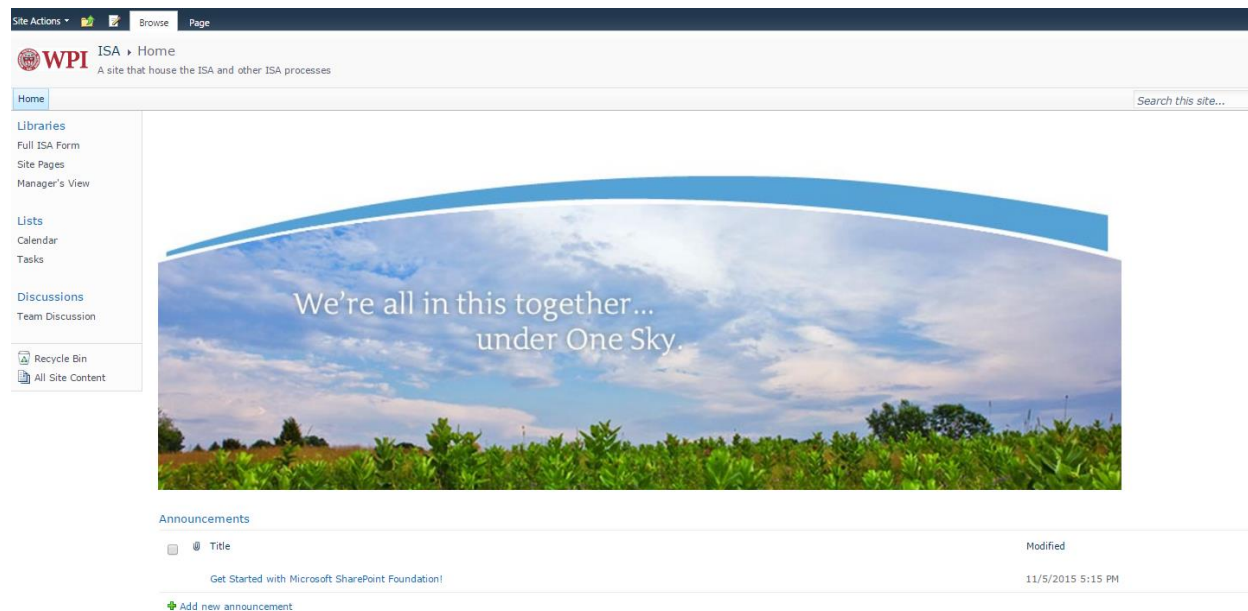 Site Actions
Browse
Page
WPI
ISA
Home
A site that house the ISA and other ISA processes
Home
Search this site...
Libraries
Full ISA Form
Site Pages
Manager's View
Lists
Calendar
Tasks
Discussions
Team Discussion
Recycle Bin
All Site Content
We're all in this together...
under One Sky.
Announcements
Title
Modified
Get Started with Microsoft SharePoint Foundation!
11/5/2015 5:15 PM
Add new announcement